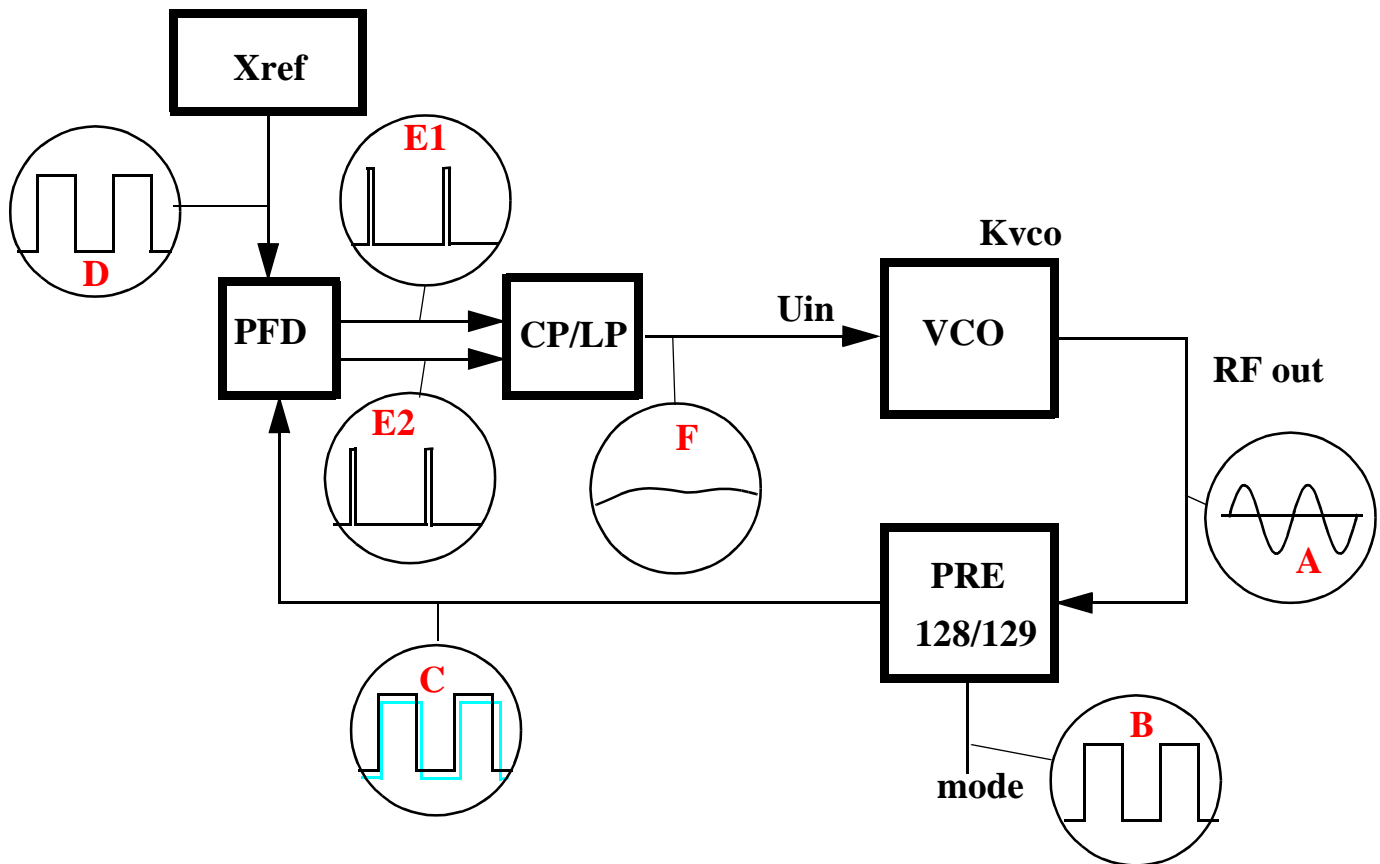 Xref
E1
D
Kvco
PFD
CP/LP
Uin
VCO
RF out
E2
F
A
PRE
128/129
C
B
mode